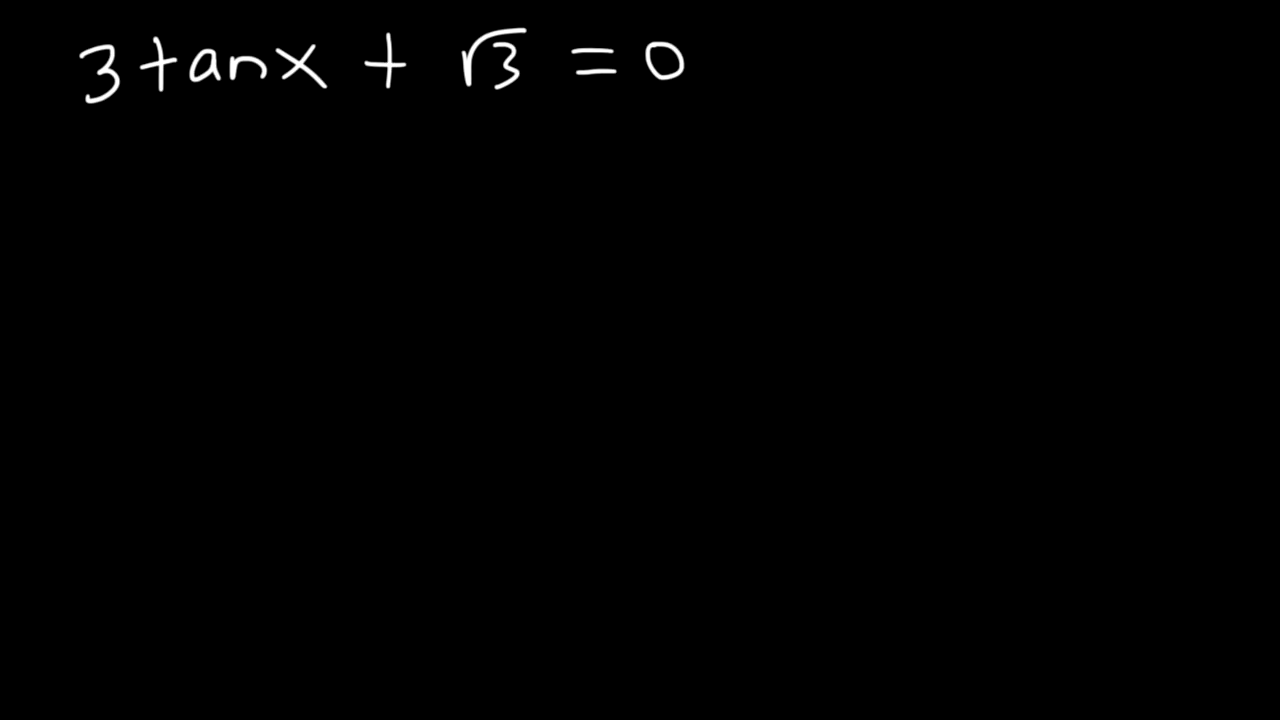 3tanx + √3 = 0